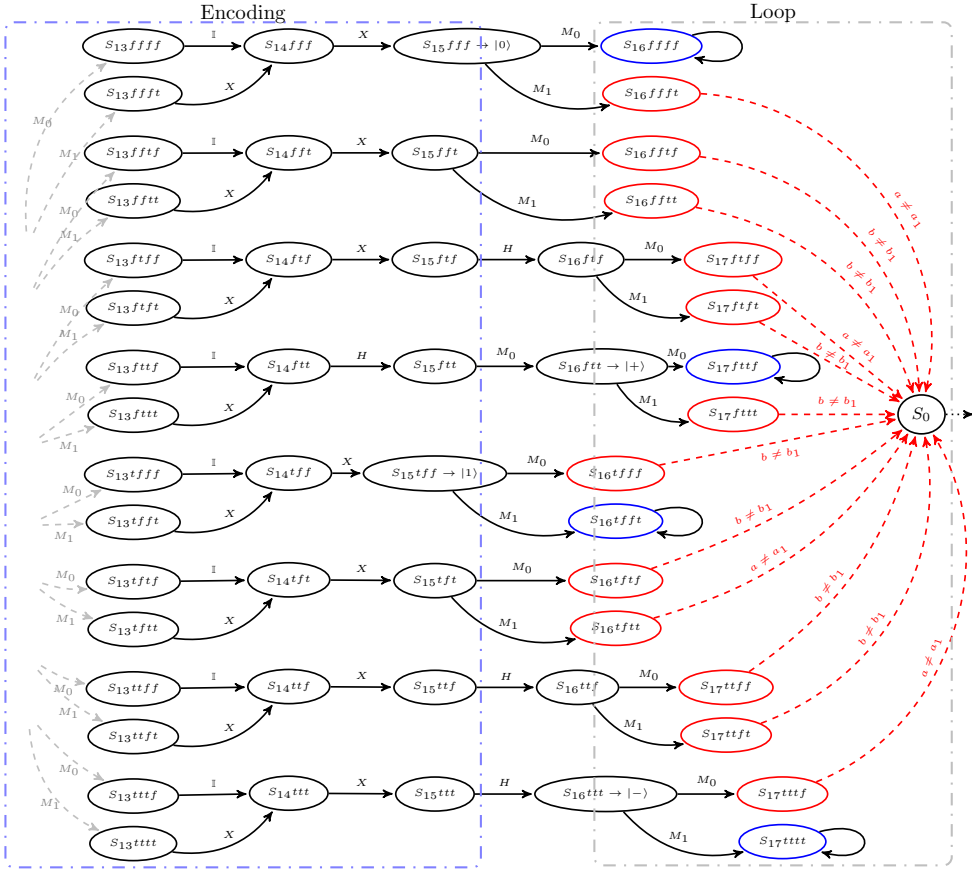 Encoding Loop
S13ffff 𝕀 S14fff X S15fff → |0⟩ M0 S16ffff
M0 S13ffft X M1 S16ffft
M1 S13fftf 𝕀 S14fft X S15fft M0 S16fftf
M0 S13fftt X M1 S16fftt a ≠ a1
M1 b ≠ b1
S13ftff 𝕀 S14ftf X S15ftf H S16ftf M0 S17ftff b ≠ b1
M0 S13ftft X M1 S17ftft
M1 a ≠ a1
S13fttf 𝕀 S14ftt H S15ftt M0 S16ftt → |+⟩ M0 S17fttf b ≠ b1
M0 S13fttt X M1 S17fttt b ≠ b1 S0
M1
S13tfff 𝕀 S14tff X S15tff → |1⟩ M0 S16tfff b ≠ b1
M0 S13tfft X M1 S16tfft b ≠ b1
M1
S13tftf 𝕀 S14tft X S15tft M0 S16tftf a ≠ a1
M0 S13tftt X M1 S16tftt b ≠ b1
M1 b ≠ b1
S13ttff 𝕀 S14ttf X S15ttf H S16ttf M0 S17ttff a ≠ a1
M0 S13ttft X M1 S17ttft
M1
S13tttf 𝕀 S14ttt X S15ttt H S16ttt → |−⟩ M0 S17tttf
M0 S13tttt X M1 S17tttt
M1